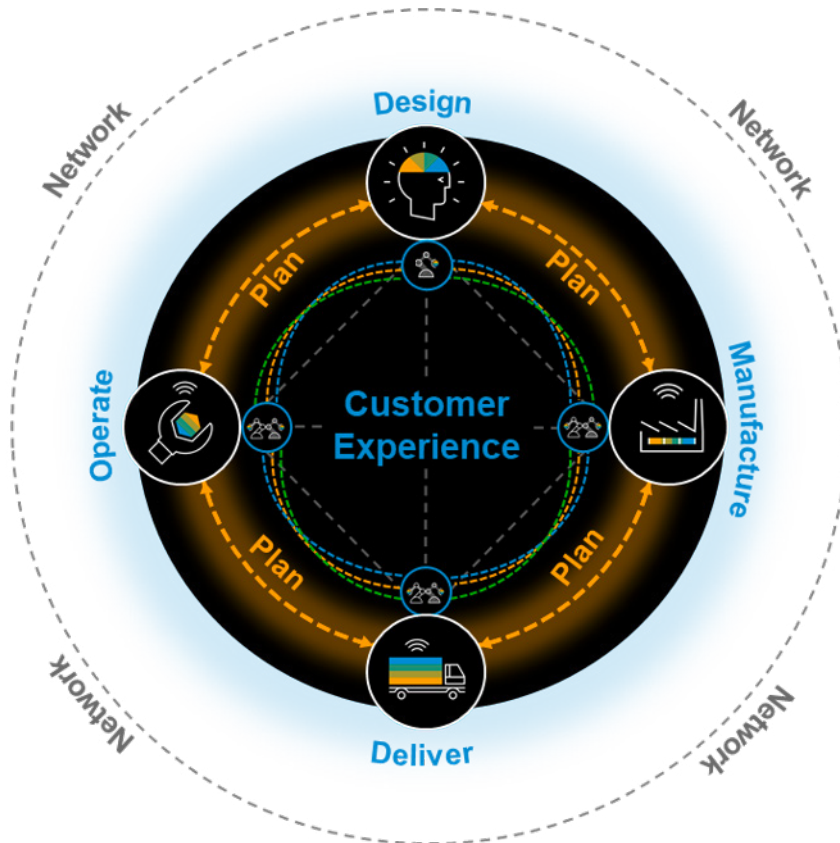 Design
Network
Network
Plan
Plan
Operate
Customer
Experience
Manufacture
Plan
Plan
Network
Network
Deliver